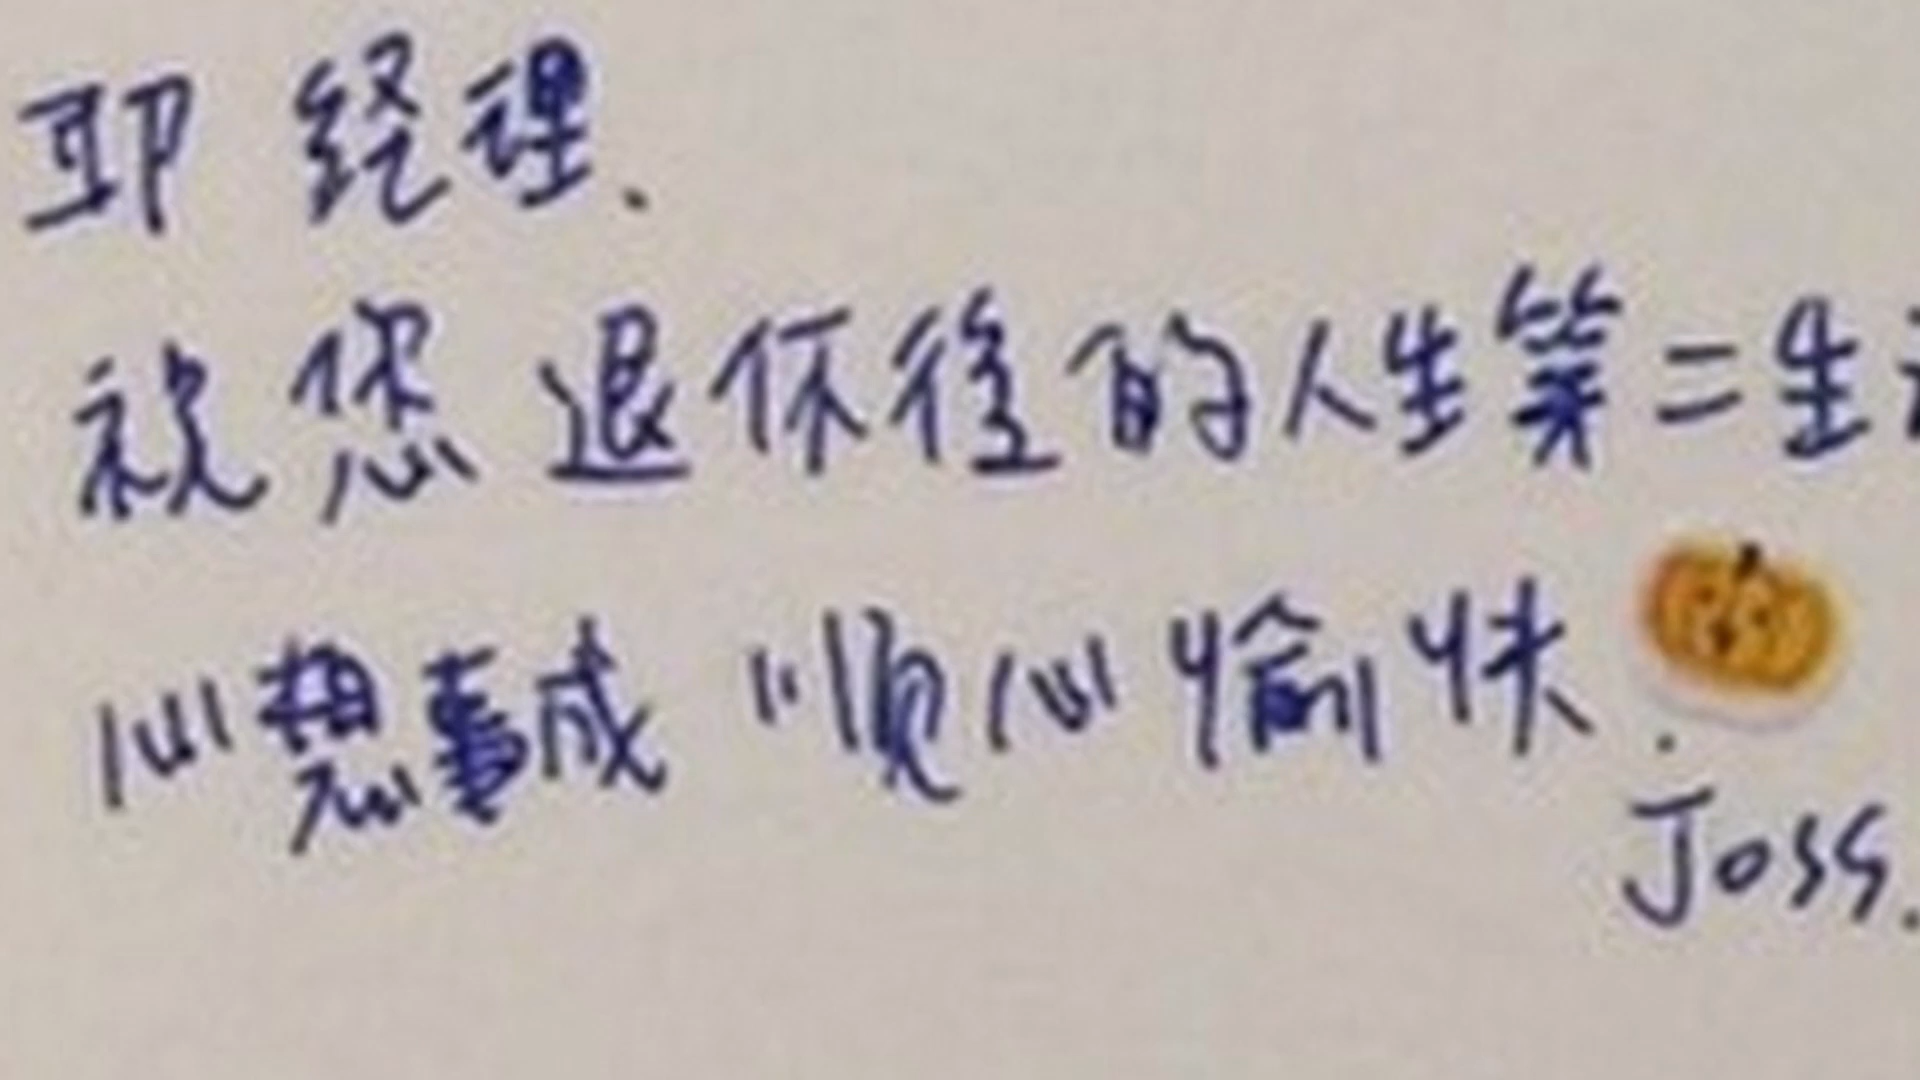 耶 经理、
祝您退休後的人生第二生
心想事成 顺心愉快.
Joss.